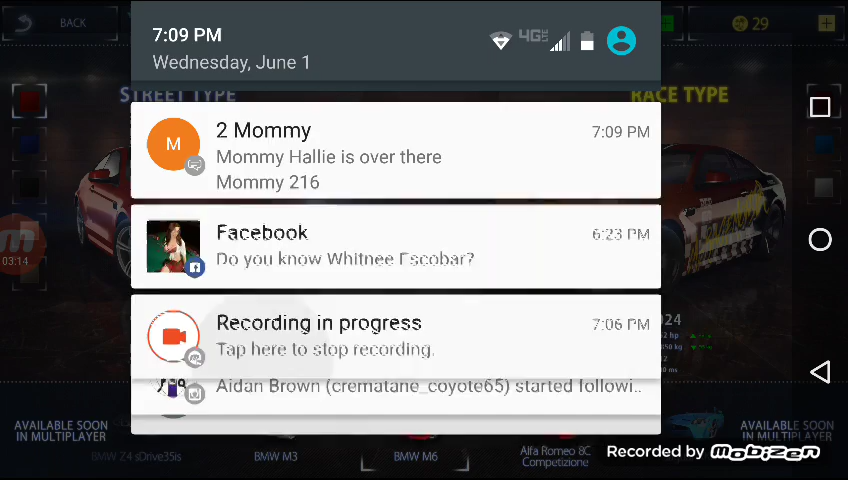 BACK
29
7:09 PM
Wednesday, June 1
4G LTE
STREET TYPE
RACE TYPE
M
2 Mommy
7:09 PM
Mommy Hallie is over there
Mommy 216
Facebook
6:23 PM
Do you know Whitnee Escobar?
03:14
Recording in progress
7:06 PM
Tap here to stop recording.
Aidan Brown (crematane_coyote65) started followi..
AVAILABLE SOON
IN MULTIPLAYER
AVAILABLE SOON
IN MULTIPLAYER
BMW Z4 sDrive35is
BMW M3
BMW M6
Alfa Romeo 8C
Competizione
Recorded by mobizen